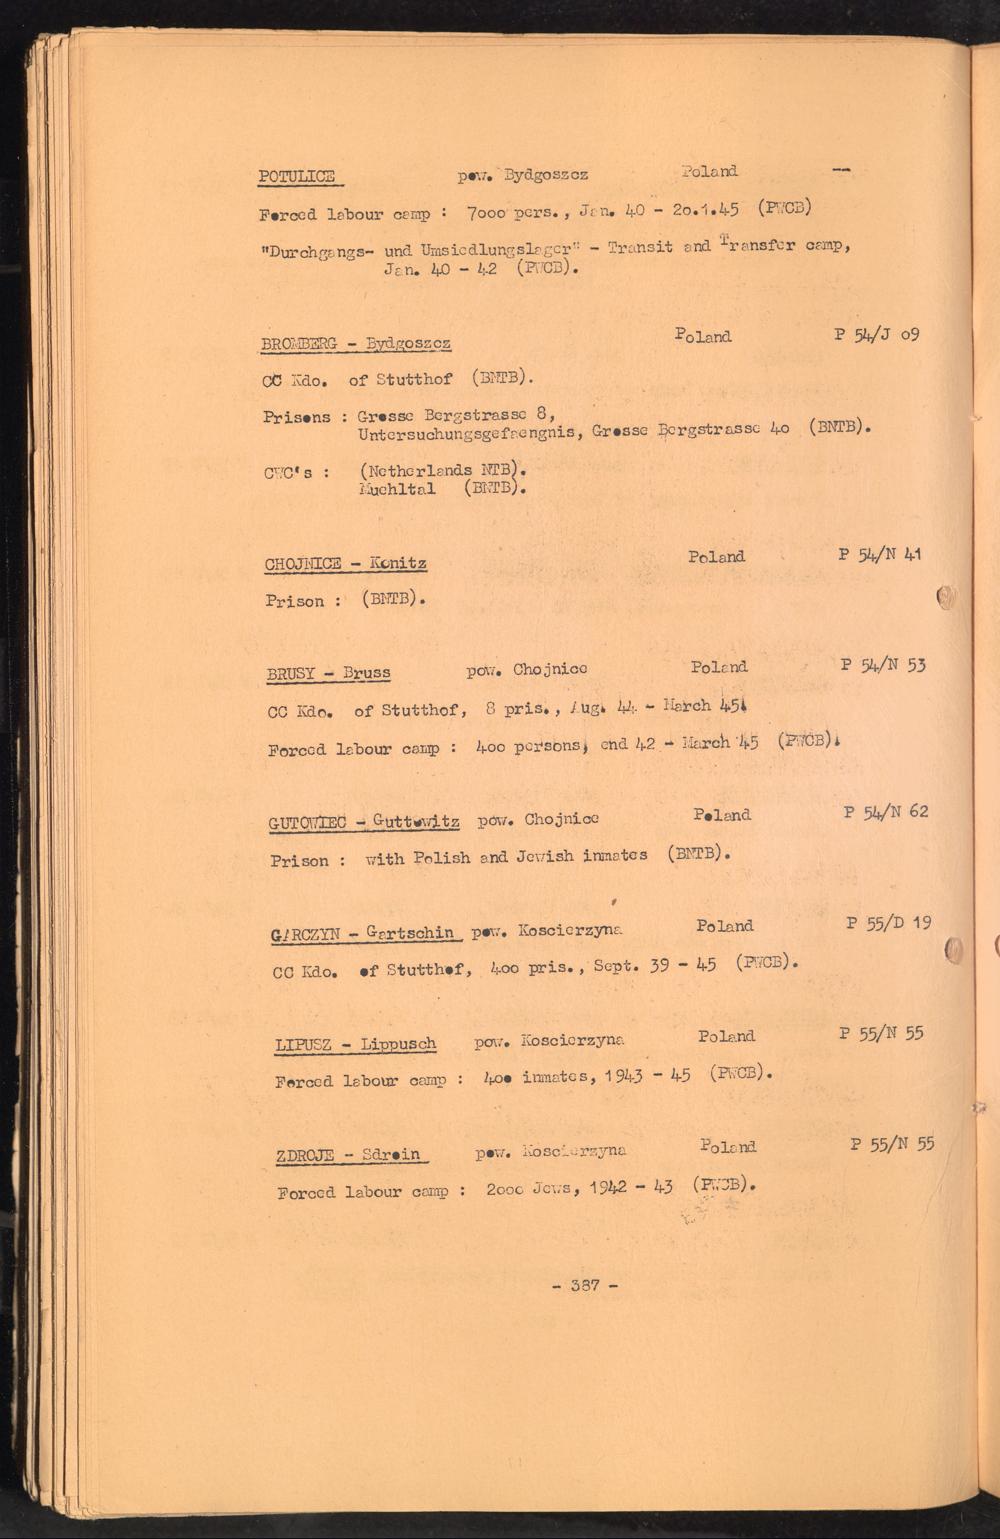 POTULICE pow. Bydgoszcz Poland --
Forced labour camp : 7000 pers., Jan. 40 - 20.1.45 (PWCB)
"Durchgangs- und Umsiedlungslager" - Transit and Transfer camp,
Jan. 40 - 42 (PWCB).
BROMBERG - Bydgoszcz Poland P 54/J 09
CC Kdo. of Stutthof (BNTB).
Prisons : Grosse Bergstrasse 8,
Untersuchungsgefaengnis, Grosse Bergstrasse 40 (BNTB).
CWC's : (Netherlands NTB).
Muehltal (BNTB).
CHOJNICE - Konitz Poland P 54/N 41
Prison : (BNTB).
BRUSY - Bruss pow. Chojnice Poland P 54/N 53
CC Kdo. of Stutthof, 8 pris., Aug. 44 - March 45.
Forced labour camp : 400 persons, end 42 - March 45 (PWCB).
GUTOWIEC - Guttowitz pow. Chojnice Poland P 54/N 62
Prison : with Polish and Jewish inmates (BNTB).
GARCZYN - Gartschin pow. Koscierzyna Poland P 55/D 19
CC Kdo. of Stutthof, 400 pris., Sept. 39 - 45 (PWCB).
LIPUSZ - Lippusch pow. Koscierzyna Poland P 55/N 55
Forced labour camp : 400 inmates, 1943 - 45 (PWCB).
ZDROJE - Sdroin pow. Koscierzyna Poland P 55/N 55
Forced labour camp : 2000 Jews, 1942 - 43 (PWCB).
- 387 -